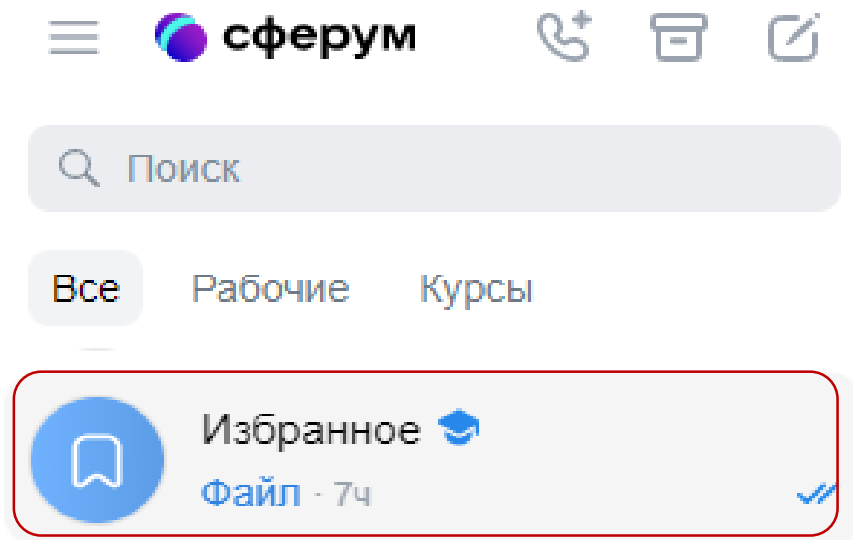 сферум
Поиск
Все Рабочие Курсы
Избранное
Файл · 7ч